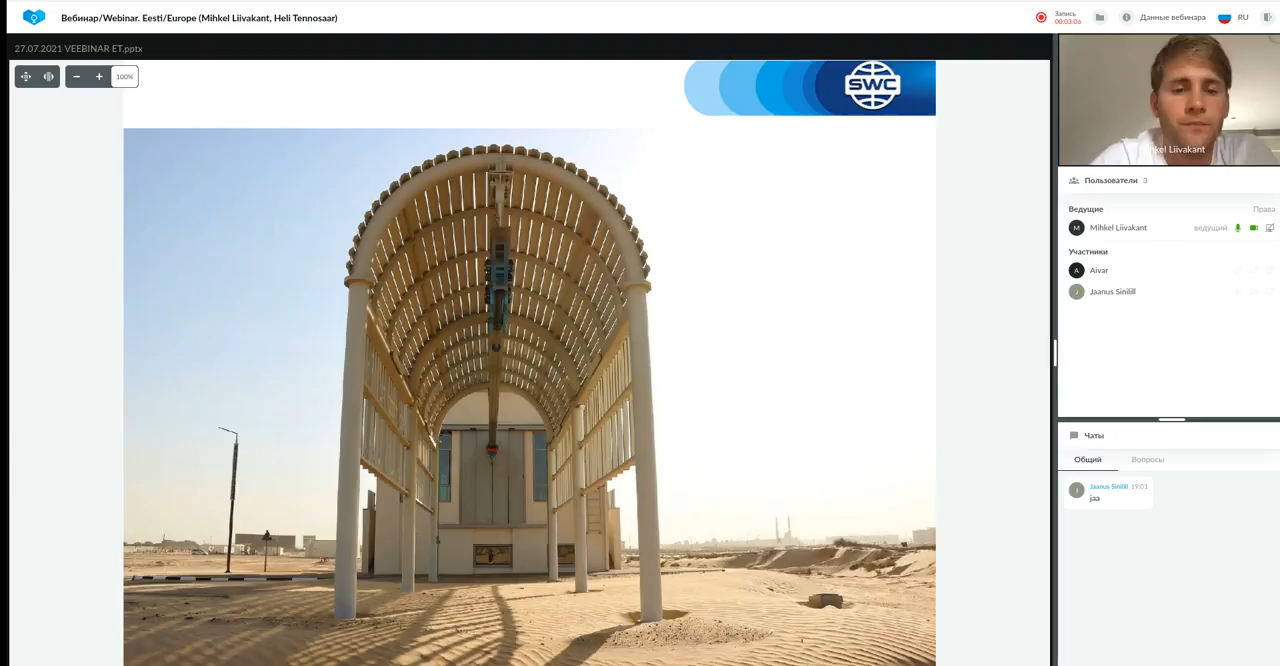 Вебинар/Webinar. Eesti/Europe (Mihkel Liivakant, Heli Tennosaar)
Запись
00:03:06
Данные вебинара
RU
27.07.2021 VEEBINAR ET.pptx
100%
SWC
Liivakant
Пользователи 3
Ведущие
Права
M
Mihkel Liivakant
ведущий
Участники
A
Aivar
J
Jaanus Sinilill
Чаты
Общий
Вопросы
J
Jaanus Sinilill 19:01
jaa